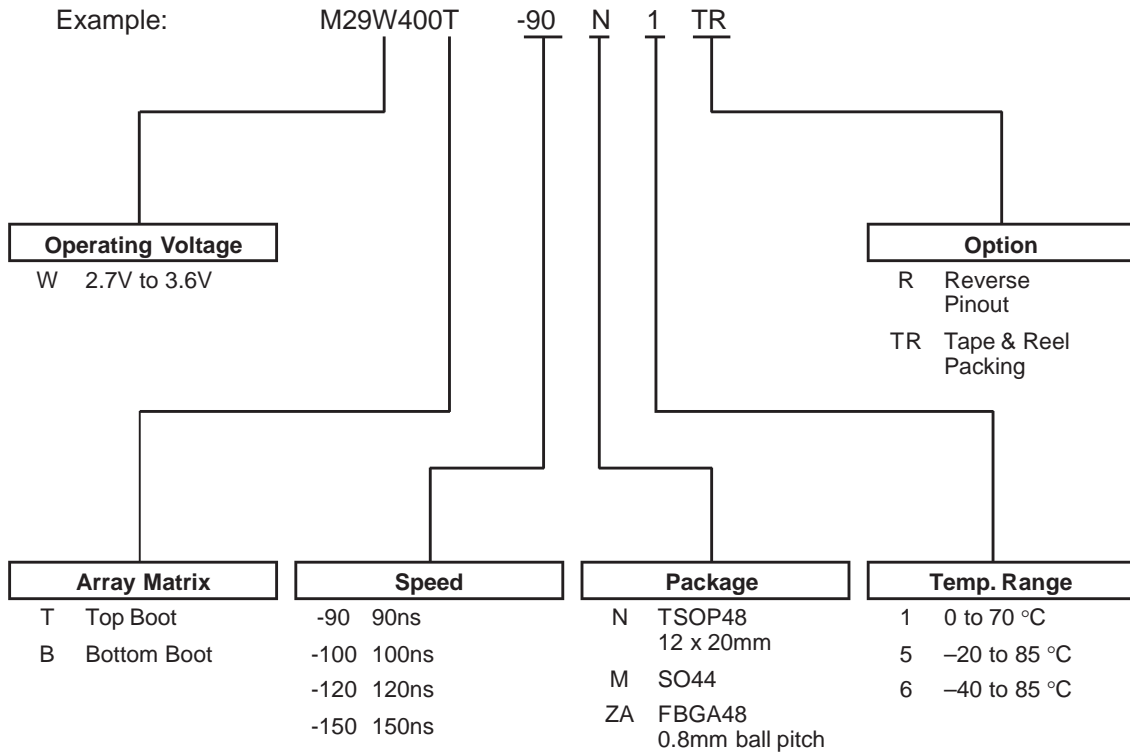 Example: M29W400T -90 N 1 TR
Operating Voltage
W 2.7V to 3.6V
Option
R Reverse
Pinout
TR Tape & Reel
Packing
Array Matrix
T Top Boot
B Bottom Boot
Speed
-90 90ns
-100 100ns
-120 120ns
-150 150ns
Package
N TSOP48
12 x 20mm
M SO44
ZA FBGA48
0.8mm ball pitch
Temp. Range
1 0 to 70 °C
5 –20 to 85 °C
6 –40 to 85 °C